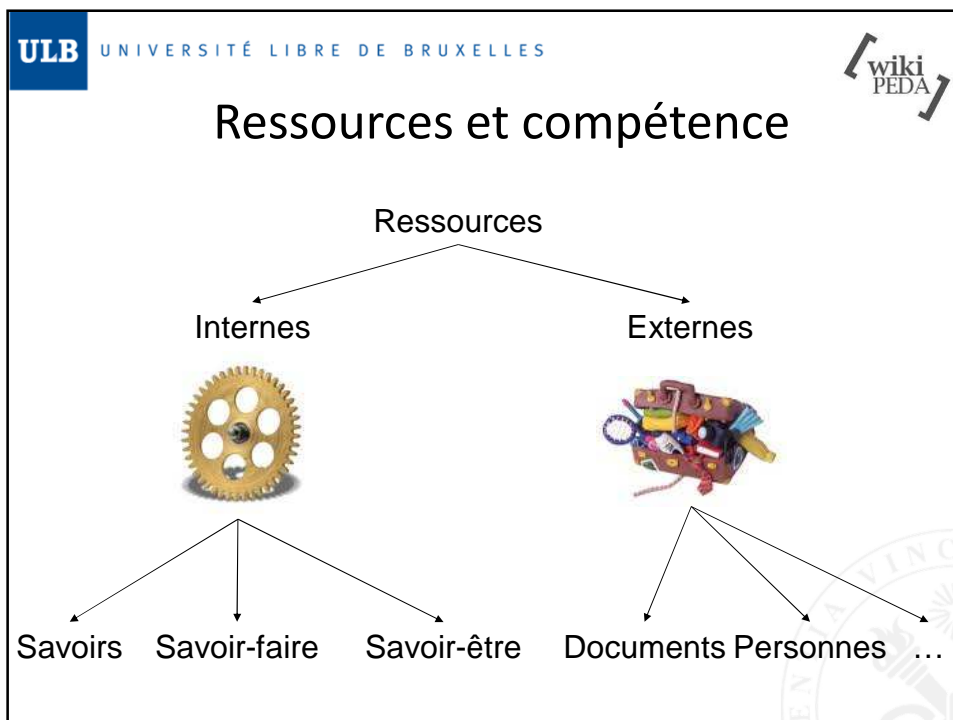 ULB UNIVERSITÉ LIBRE DE BRUXELLES
[wiki
PEDA]
Ressources et compétence
Ressources
Internes Externes
Savoirs Savoir-faire Savoir-être Documents Personnes …